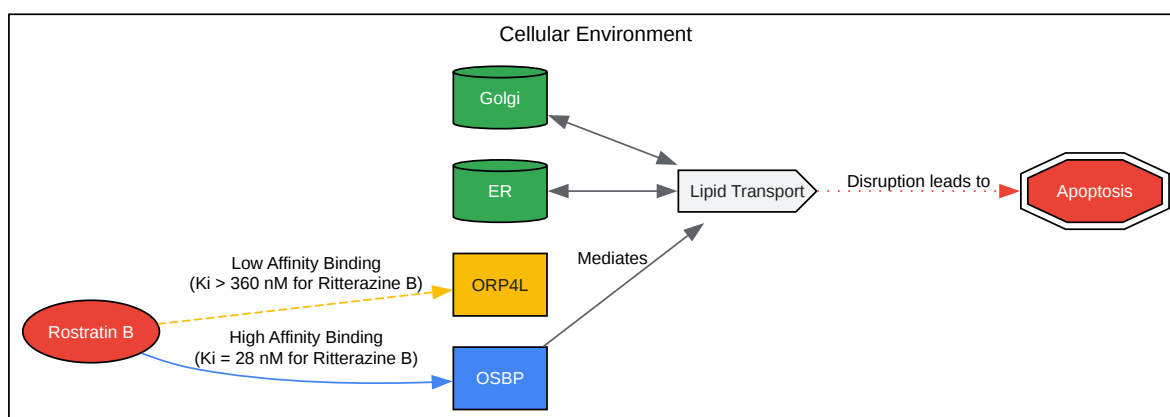 Cellular Environment
Golgi
ER
Lipid Transport
Disruption leads to
Apoptosis
Mediates
Low Affinity Binding
(Ki > 360 nM for Ritterazine B)
ORP4L
Rostratin B
High Affinity Binding
(Ki = 28 nM for Ritterazine B)
OSBP